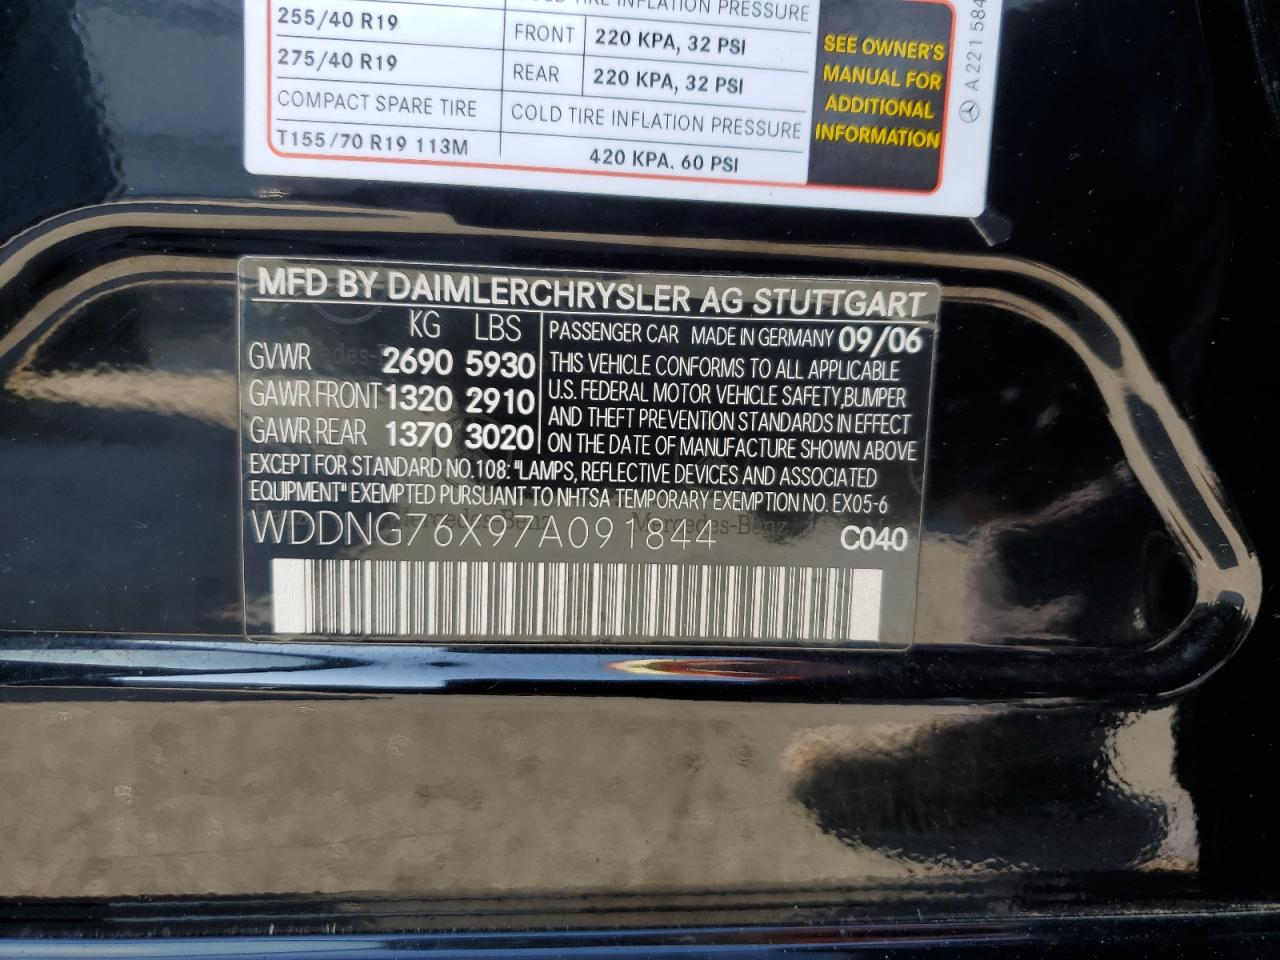 TIRE INFLATION PRESSURE
255/40 R19 FRONT 220 KPA, 32 PSI
275/40 R19 REAR 220 KPA, 32 PSI
COMPACT SPARE TIRE COLD TIRE INFLATION PRESSURE
T155/70 R19 113M 420 KPA. 60 PSI
SEE OWNER'S
MANUAL FOR
ADDITIONAL
INFORMATION
A 221 584
MFD BY DAIMLERCHRYSLER AG STUTTGART
KG LBS
GVWR 2690 5930
GAWR FRONT 1320 2910
GAWR REAR 1370 3020
PASSENGER CAR MADE IN GERMANY 09/06
THIS VEHICLE CONFORMS TO ALL APPLICABLE
U.S. FEDERAL MOTOR VEHICLE SAFETY,BUMPER
AND THEFT PREVENTION STANDARDS IN EFFECT
ON THE DATE OF MANUFACTURE SHOWN ABOVE
EXCEPT FOR STANDARD NO.108: "LAMPS, REFLECTIVE DEVICES AND ASSOCIATED
EQUIPMENT" EXEMPTED PURSUANT TO NHTSA TEMPORARY EXEMPTION NO. EX05-6
WDDNG76X97A091844 C040